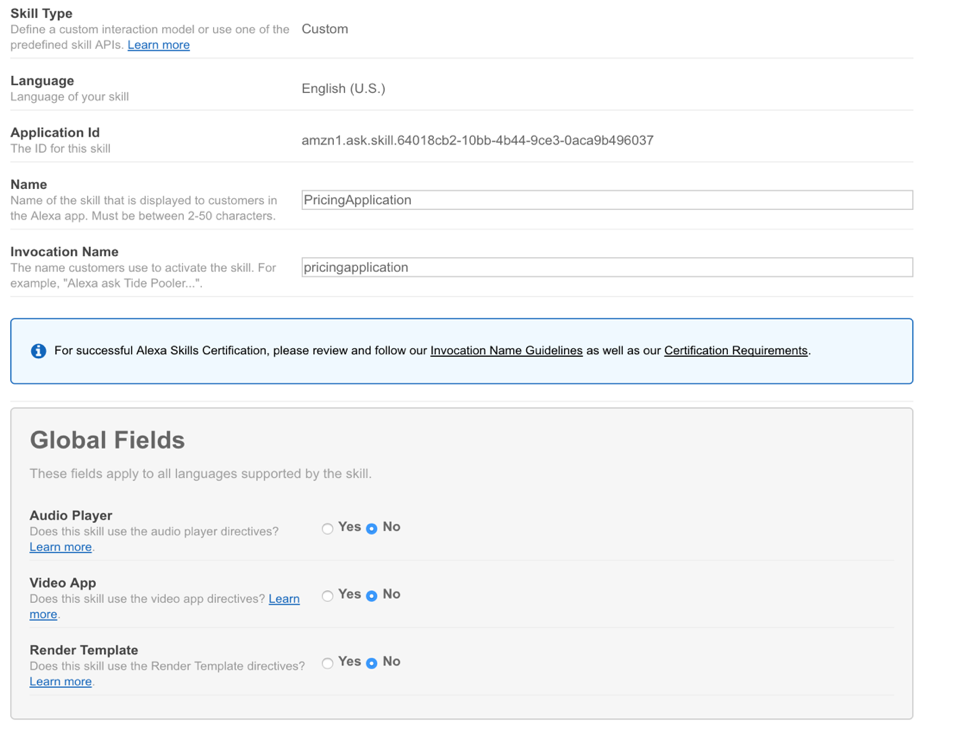 Skill Type
Define a custom interaction model or use one of the
predefined skill APIs. Learn more
Custom
Language
Language of your skill
English (U.S.)
Application Id
The ID for this skill
amzn1.ask.skill.64018cb2-10bb-4b44-9ce3-0aca9b496037
Name
Name of the skill that is displayed to customers in
the Alexa app. Must be between 2-50 characters.
PricingApplication
Invocation Name
The name customers use to activate the skill. For
example, "Alexa ask Tide Pooler...".
pricingapplication
For successful Alexa Skills Certification, please review and follow our Invocation Name Guidelines as well as our Certification Requirements.
Global Fields
These fields apply to all languages supported by the skill.
Audio Player
Does this skill use the audio player directives?
Learn more.
Yes No
Video App
Does this skill use the video app directives? Learn
more.
Yes No
Render Template
Does this skill use the Render Template directives?
Learn more.
Yes No